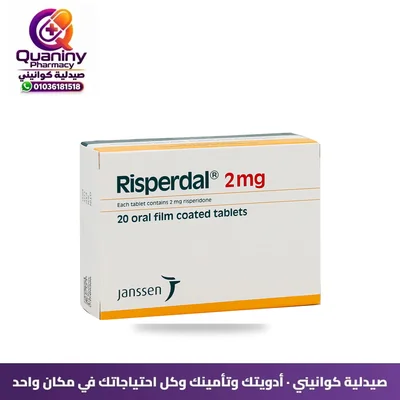 Quaniny
Pharmacy
صيدلية كوانيني
01036181518
Risperdal® 2mg
Each tablet contains 2 mg risperidone
20 oral film coated tablets
janssen
صيدلية كوانيني - أدويتك وتأمينك وكل احتياجاتك في مكان واحد